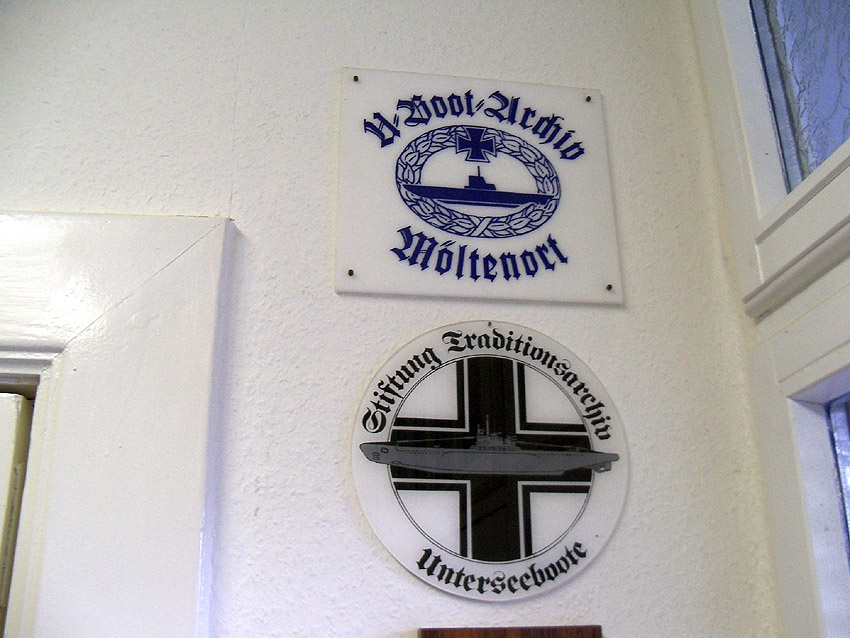 U-Boot-Archiv
Möltenort
Stiftung Traditionsarchiv
Unterseeboote